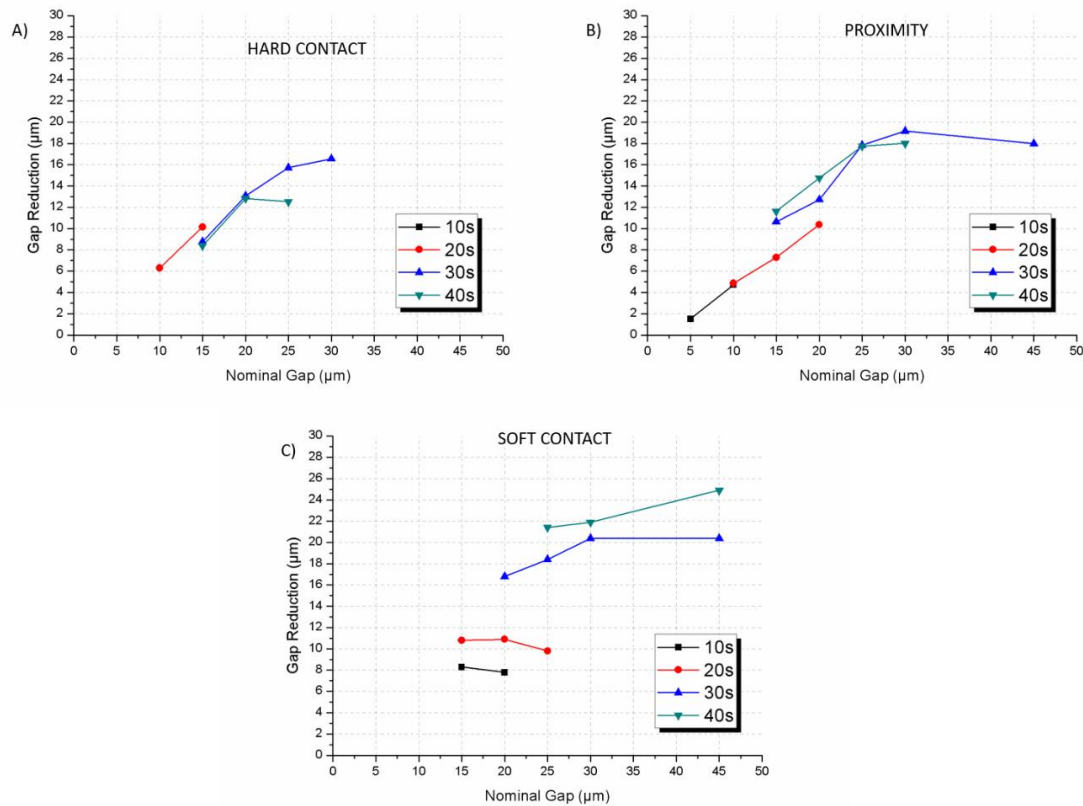 A)
HARD CONTACT
Gap Reduction (µm)
30
28
26
24
22
20
18
16
14
12
10
8
6
4
2
0
0 5 10 15 20 25 30 35 40 45 50
Nominal Gap (µm)
10s
20s
30s
40s
B)
PROXIMITY
Gap Reduction (µm)
30
28
26
24
22
20
18
16
14
12
10
8
6
4
2
0
0 5 10 15 20 25 30 35 40 45 50
Nominal Gap (µm)
10s
20s
30s
40s
C)
SOFT CONTACT
Gap Reduction (µm)
30
28
26
24
22
20
18
16
14
12
10
8
6
4
2
0
0 5 10 15 20 25 30 35 40 45 50
Nominal Gap (µm)
10s
20s
30s
40s